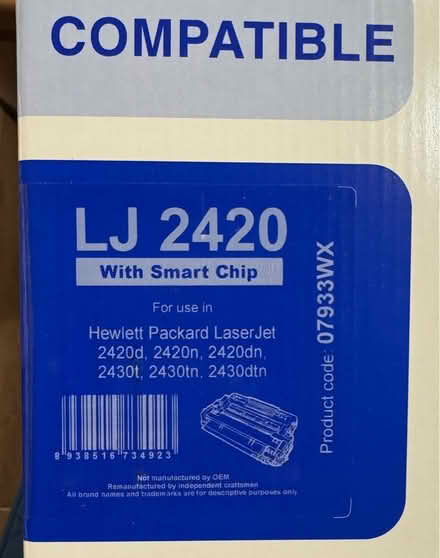 COMPATIBLE
LJ 2420
With Smart Chip
For use in
Hewlett Packard LaserJet
2420d, 2420n, 2420dn,
2430t, 2430tn, 2430dtn
Product code: 07933WX
8 938516 734923
Not manufactured by OEM
Remanufactured by independent craftsmen
All brand names and trademarks are for descriptive purposes only